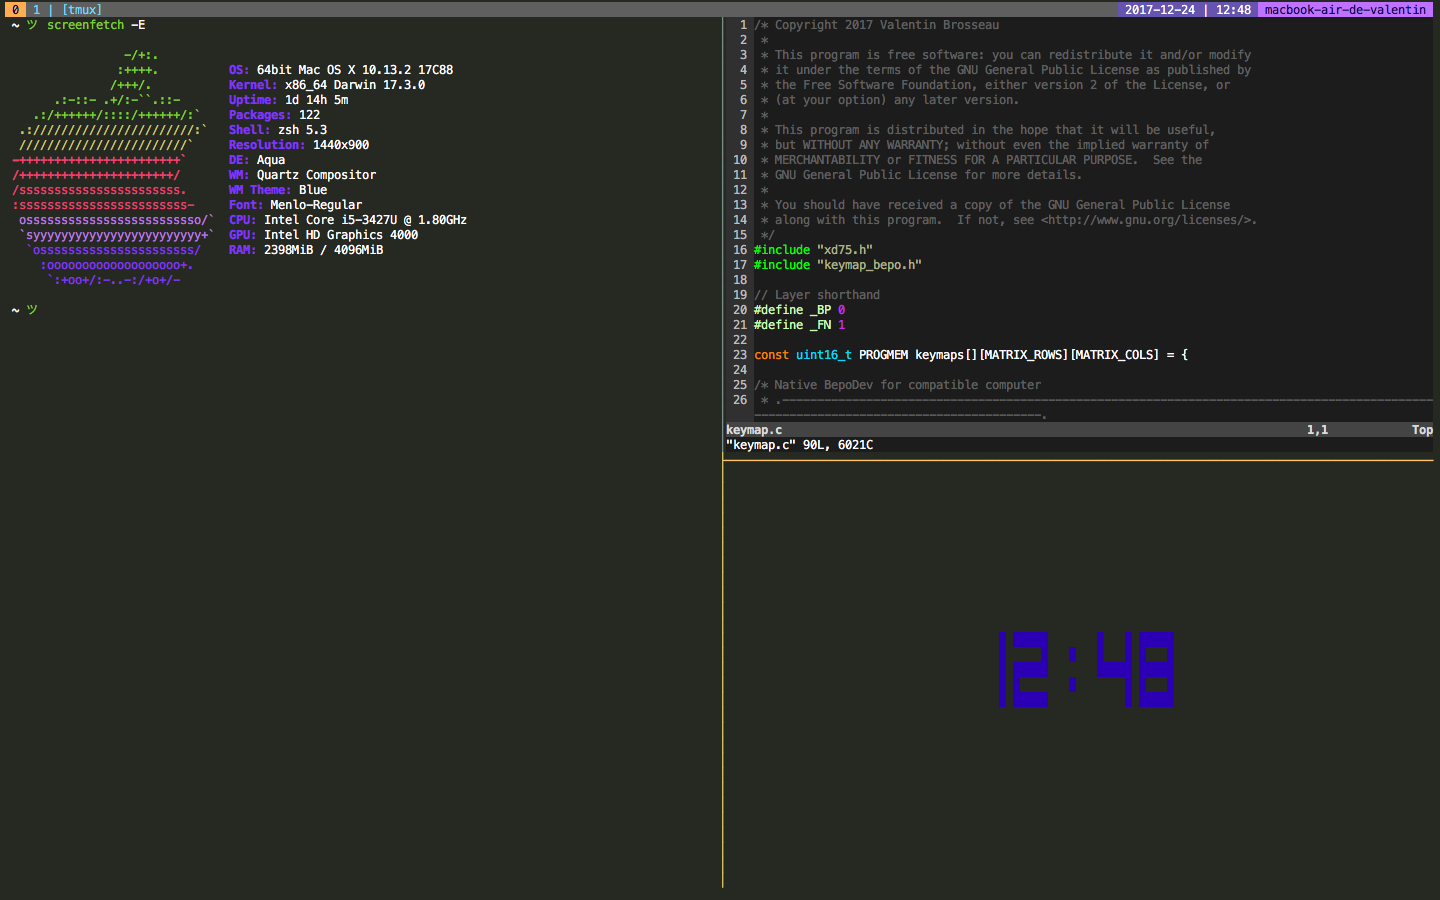 0 1 | [tmux] 2017-12-24 | 12:48 macbook-air-de-valentin
~ ツ screenfetch -E
-/+:.
:++++.
/+++/.
.:-::- .+/:-``.::-
.:/++++++/::::/++++++/:`
.:///////////////////////:`
////////////////////////`
-+++++++++++++++++++++++`
/++++++++++++++++++++++/
/sssssssssssssssssssssss.
:ssssssssssssssssssssssss-
osssssssssssssssssssssssso/`
`syyyyyyyyyyyyyyyyyyyyyyyy+`
`ossssssssssssssssssssss/
:ooooooooooooooooooo+.
`:+oo+/:-..-:/+o+/-
OS: 64bit Mac OS X 10.13.2 17C88
Kernel: x86_64 Darwin 17.3.0
Uptime: 1d 14h 5m
Packages: 122
Shell: zsh 5.3
Resolution: 1440x900
DE: Aqua
WM: Quartz Compositor
WM Theme: Blue
Font: Menlo-Regular
CPU: Intel Core i5-3427U @ 1.80GHz
GPU: Intel HD Graphics 4000
RAM: 2398MiB / 4096MiB
~ ツ
1 /* Copyright 2017 Valentin Brosseau
2 *
3 * This program is free software: you can redistribute it and/or modify
4 * it under the terms of the GNU General Public License as published by
5 * the Free Software Foundation, either version 2 of the License, or
6 * (at your option) any later version.
7 *
8 * This program is distributed in the hope that it will be useful,
9 * but WITHOUT ANY WARRANTY; without even the implied warranty of
10 * MERCHANTABILITY or FITNESS FOR A PARTICULAR PURPOSE.  See the
11 * GNU General Public License for more details.
12 *
13 * You should have received a copy of the GNU General Public License
14 * along with this program.  If not, see <http://www.gnu.org/licenses/>.
15 */
16 #include "xd75.h"
17 #include "keymap_bepo.h"
18
19 // Layer shorthand
20 #define _BP 0
21 #define _FN 1
22
23 const uint16_t PROGMEM keymaps[][MATRIX_ROWS][MATRIX_COLS] = {
24
25 /* Native BepoDev for compatible computer
26 * .---------------------------------------------------------------------------------------------
-----------------------------------------.
keymap.c 1,1 Top
"keymap.c" 90L, 6021C
12:48